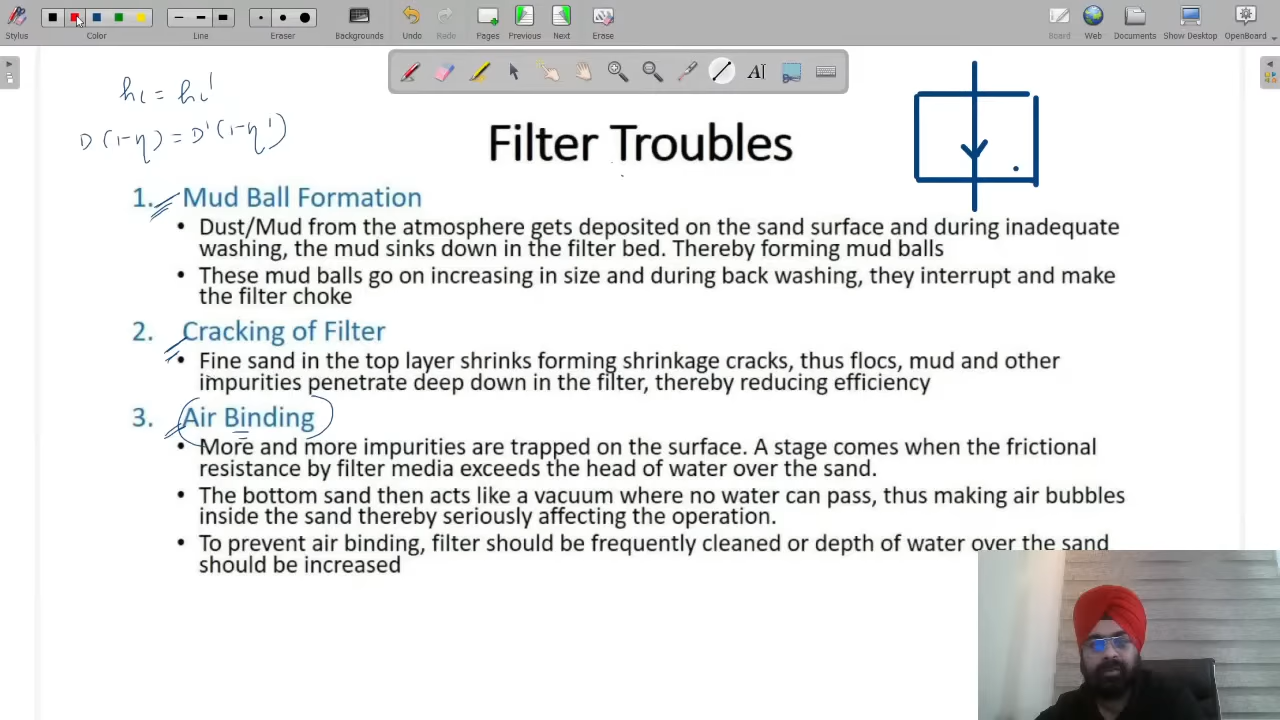 Stylus
Color
Line
Eraser
Backgrounds
Undo
Redo
Pages
Previous
Next
Erase
Board
Web
Documents
Show Desktop
OpenBoard
hL = hL'
D (1-η) = D' (1-η')
Filter Troubles
1. Mud Ball Formation
• Dust/Mud from the atmosphere gets deposited on the sand surface and during inadequate
washing, the mud sinks down in the filter bed. Thereby forming mud balls
• These mud balls go on increasing in size and during back washing, they interrupt and make
the filter choke
2. Cracking of Filter
• Fine sand in the top layer shrinks forming shrinkage cracks, thus flocs, mud and other
impurities penetrate deep down in the filter, thereby reducing efficiency
3. Air Binding
• More and more impurities are trapped on the surface. A stage comes when the frictional
resistance by filter media exceeds the head of water over the sand.
• The bottom sand then acts like a vacuum where no water can pass, thus making air bubbles
inside the sand thereby seriously affecting the operation.
• To prevent air binding, filter should be frequently cleaned or depth of water over the sand
should be increased